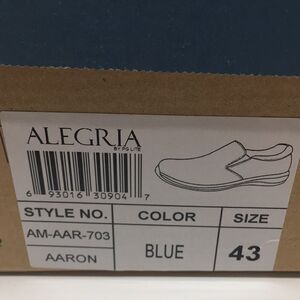 ALEGRIA
BY PG LITE
6 93016 30904 7
STYLE NO. COLOR SIZE
AM-AAR-703 BLUE 43
AARON